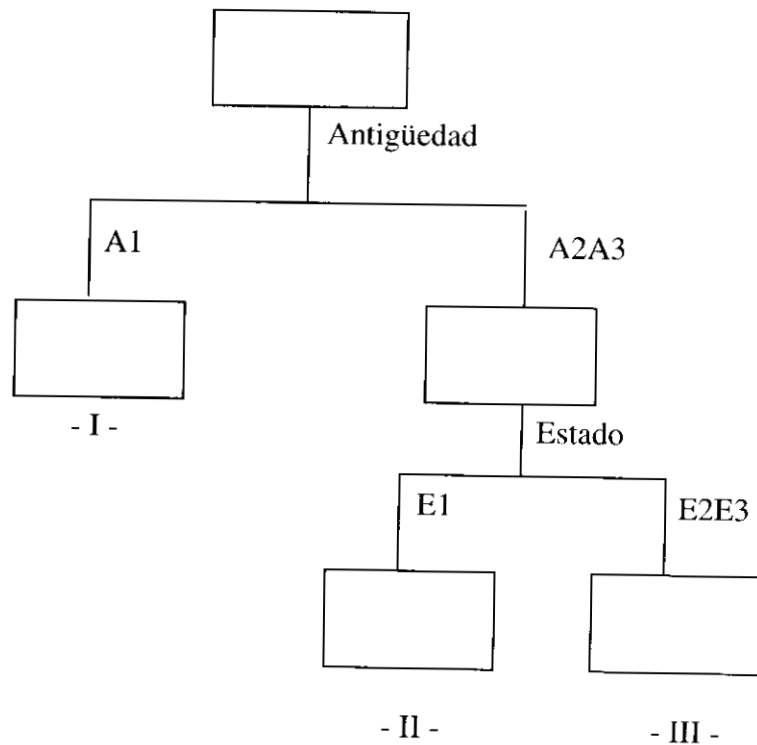 Antigüedad
A1
A2A3
- I -
Estado
E1
E2E3
- II -
- III -